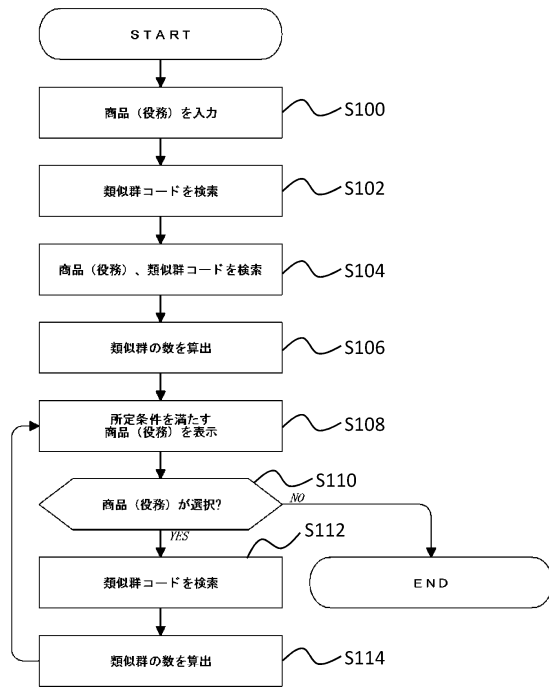 START
商品（役務）を入力
S100
類似群コードを検索
S102
商品（役務）、類似群コードを検索
S104
類似群の数を算出
S106
所定条件を満たす
商品（役務）を表示
S108
商品（役務）が選択?
S110
NO
YES
類似群コードを検索
S112
END
類似群の数を算出
S114